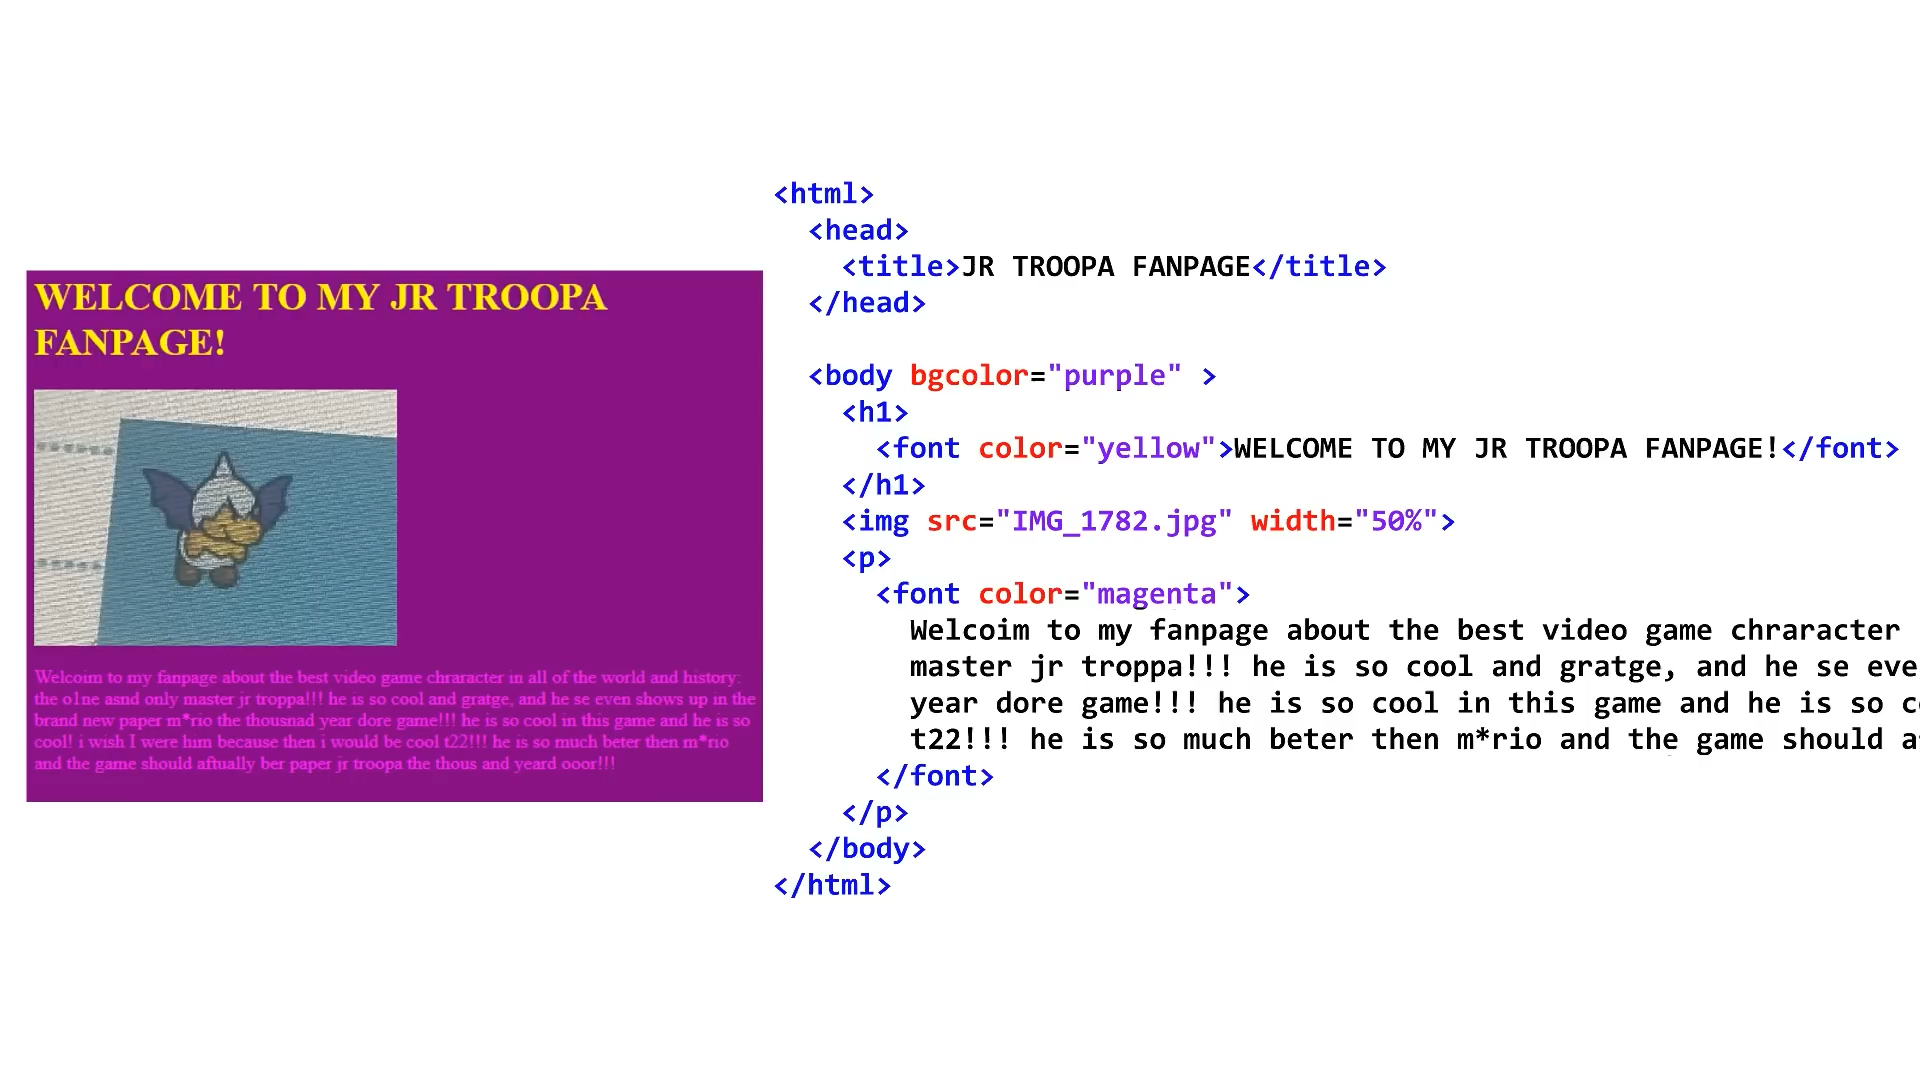 WELCOME TO MY JR TROOPA
FANPAGE!
Welcoim to my fanpage about the best video game chraracter in all of the world and history:
the o1ne asnd only master jr troppa!!! he is so cool and gratge, and he se even shows up in the
brand new paper m*rio the thousnad year dore game!!! he is so cool in this game and he is so
cool! i wish I were him because then i would be cool t22!!! he is so much beter then m*rio
and the game should aftually ber paper jr troopa the thous and yeard ooor!!!
<html>
<head>
<title>JR TROOPA FANPAGE</title>
</head>
<body bgcolor="purple" >
<h1>
<font color="yellow">WELCOME TO MY JR TROOPA FANPAGE!</font>
</h1>
<img src="IMG_1782.jpg" width="50%">
<p>
<font color="magenta">
Welcoim to my fanpage about the best video game chraracter
master jr troppa!!! he is so cool and gratge, and he se eve
year dore game!!! he is so cool in this game and he is so c
t22!!! he is so much beter then m*rio and the game should a
</font>
</p>
</body>
</html>